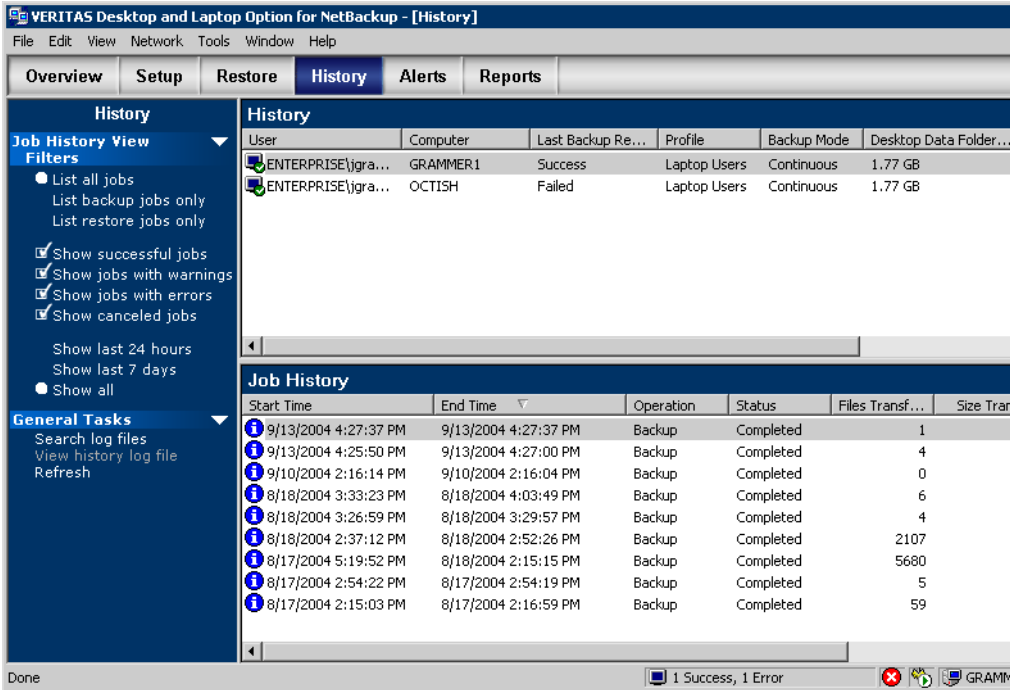 VERITAS Desktop and Laptop Option for NetBackup - [History]
File Edit View Network Tools Window Help
Overview Setup Restore History Alerts Reports
History
Job History View
Filters
List all jobs
List backup jobs only
List restore jobs only
Show successful jobs
Show jobs with warnings
Show jobs with errors
Show canceled jobs
Show last 24 hours
Show last 7 days
Show all
General Tasks
Search log files
View history log file
Refresh
History
User Computer Last Backup Re... Profile Backup Mode Desktop Data Folder...
ENTERPRISE\jgra... GRAMMER1 Success Laptop Users Continuous 1.77 GB
ENTERPRISE\jgra... OCTISH Failed Laptop Users Continuous 1.77 GB
Job History
Start Time End Time Operation Status Files Transf... Size Tran
9/13/2004 4:27:37 PM 9/13/2004 4:27:37 PM Backup Completed 1
9/13/2004 4:25:50 PM 9/13/2004 4:27:00 PM Backup Completed 4
9/10/2004 2:16:14 PM 9/10/2004 2:16:04 PM Backup Completed 0
8/18/2004 3:33:23 PM 8/18/2004 4:03:49 PM Backup Completed 6
8/18/2004 3:26:59 PM 8/18/2004 3:29:57 PM Backup Completed 4
8/18/2004 2:37:12 PM 8/18/2004 2:52:26 PM Backup Completed 2107
8/17/2004 5:19:52 PM 8/18/2004 2:15:15 PM Backup Completed 5680
8/17/2004 2:54:22 PM 8/17/2004 2:54:19 PM Backup Completed 5
8/17/2004 2:15:03 PM 8/17/2004 2:16:59 PM Backup Completed 59
Done 1 Success, 1 Error GRAMM